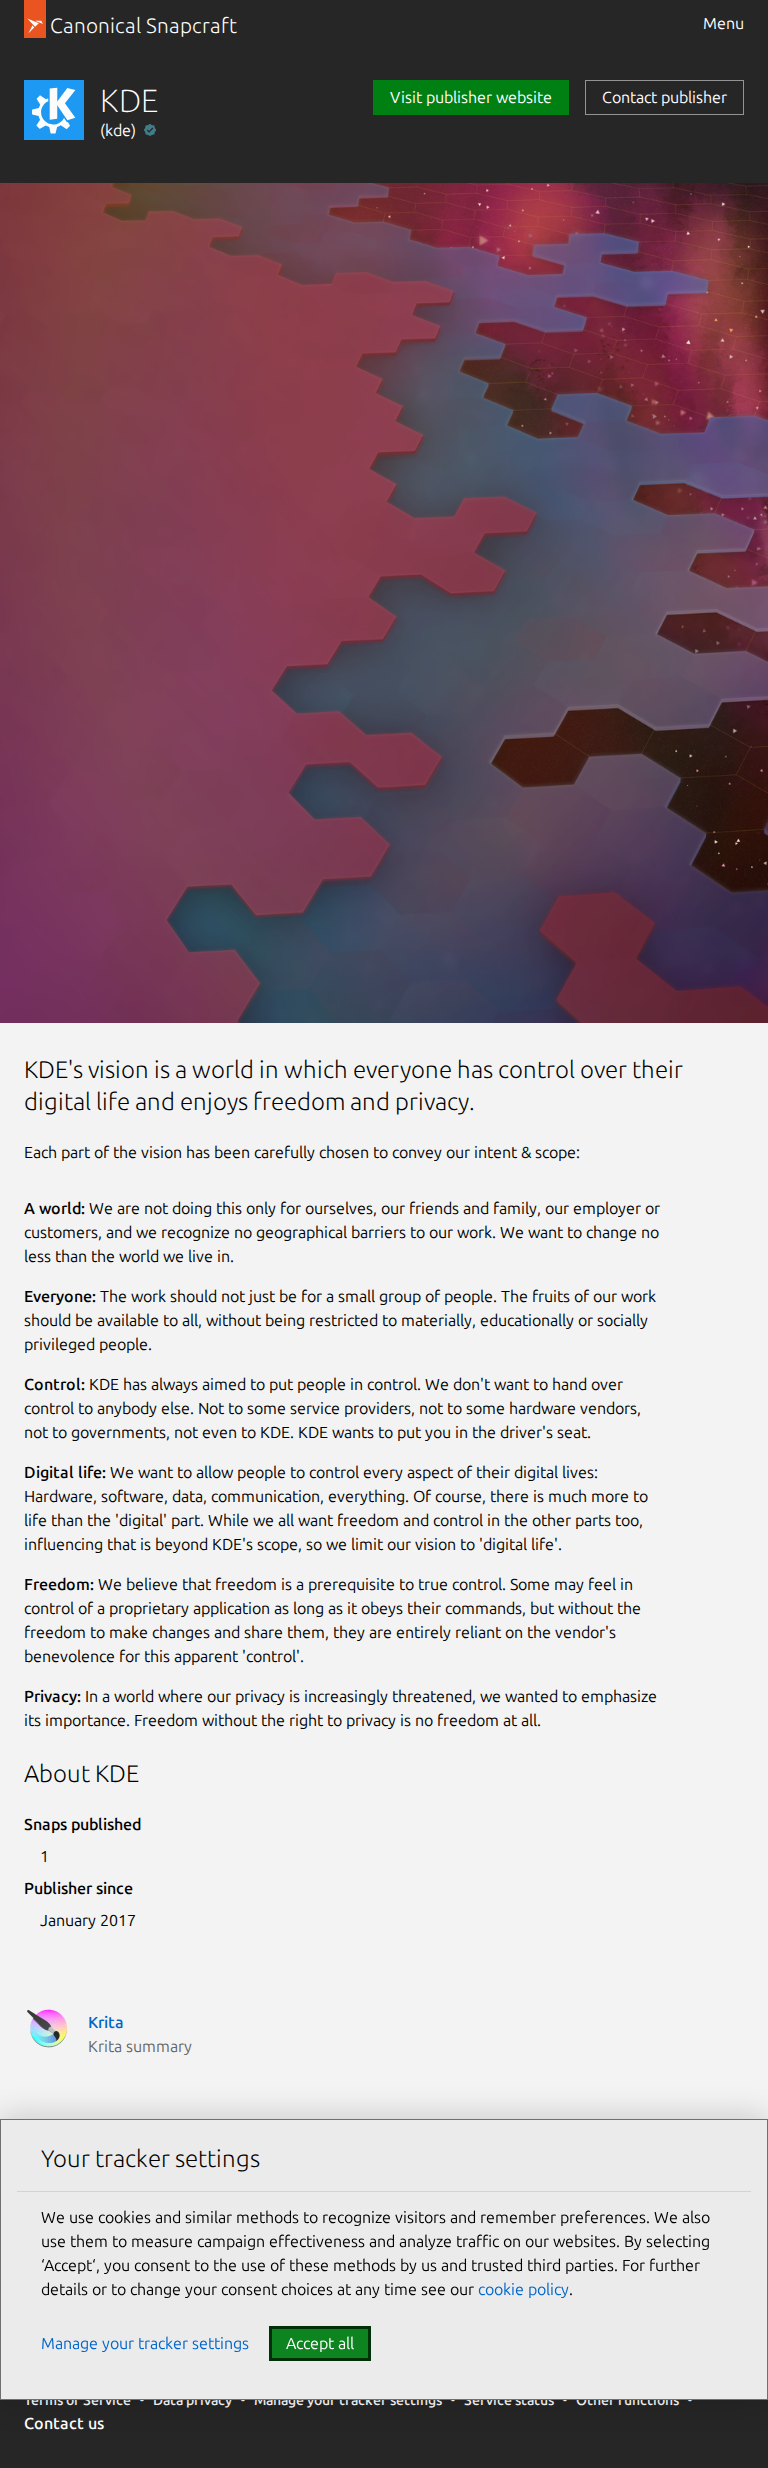 Canonical Snapcraft
Menu
KDE
(kde)
Visit publisher website
Contact publisher
KDE's vision is a world in which everyone has control over their
digital life and enjoys freedom and privacy.
Each part of the vision has been carefully chosen to convey our intent & scope:
A world: We are not doing this only for ourselves, our friends and family, our employer or
customers, and we recognize no geographical barriers to our work. We want to change no
less than the world we live in.
Everyone: The work should not just be for a small group of people. The fruits of our work
should be available to all, without being restricted to materially, educationally or socially
privileged people.
Control: KDE has always aimed to put people in control. We don't want to hand over
control to anybody else. Not to some service providers, not to some hardware vendors,
not to governments, not even to KDE. KDE wants to put you in the driver's seat.
Digital life: We want to allow people to control every aspect of their digital lives:
Hardware, software, data, communication, everything. Of course, there is much more to
life than the 'digital' part. While we all want freedom and control in the other parts too,
influencing that is beyond KDE's scope, so we limit our vision to 'digital life'.
Freedom: We believe that freedom is a prerequisite to true control. Some may feel in
control of a proprietary application as long as it obeys their commands, but without the
freedom to make changes and share them, they are entirely reliant on the vendor's
benevolence for this apparent 'control'.
Privacy: In a world where our privacy is increasingly threatened, we wanted to emphasize
its importance. Freedom without the right to privacy is no freedom at all.
About KDE
Snaps published
1
Publisher since
January 2017
Krita
Krita summary
Your tracker settings
We use cookies and similar methods to recognize visitors and remember preferences. We also
use them to measure campaign effectiveness and analyze traffic on our websites. By selecting
‘Accept‘, you consent to the use of these methods by us and trusted third parties. For further
details or to change your consent choices at any time see our cookie policy.
Manage your tracker settings
Accept all
Terms of Service · Data privacy · Manage your tracker settings · Service status · Other functions ·
Contact us